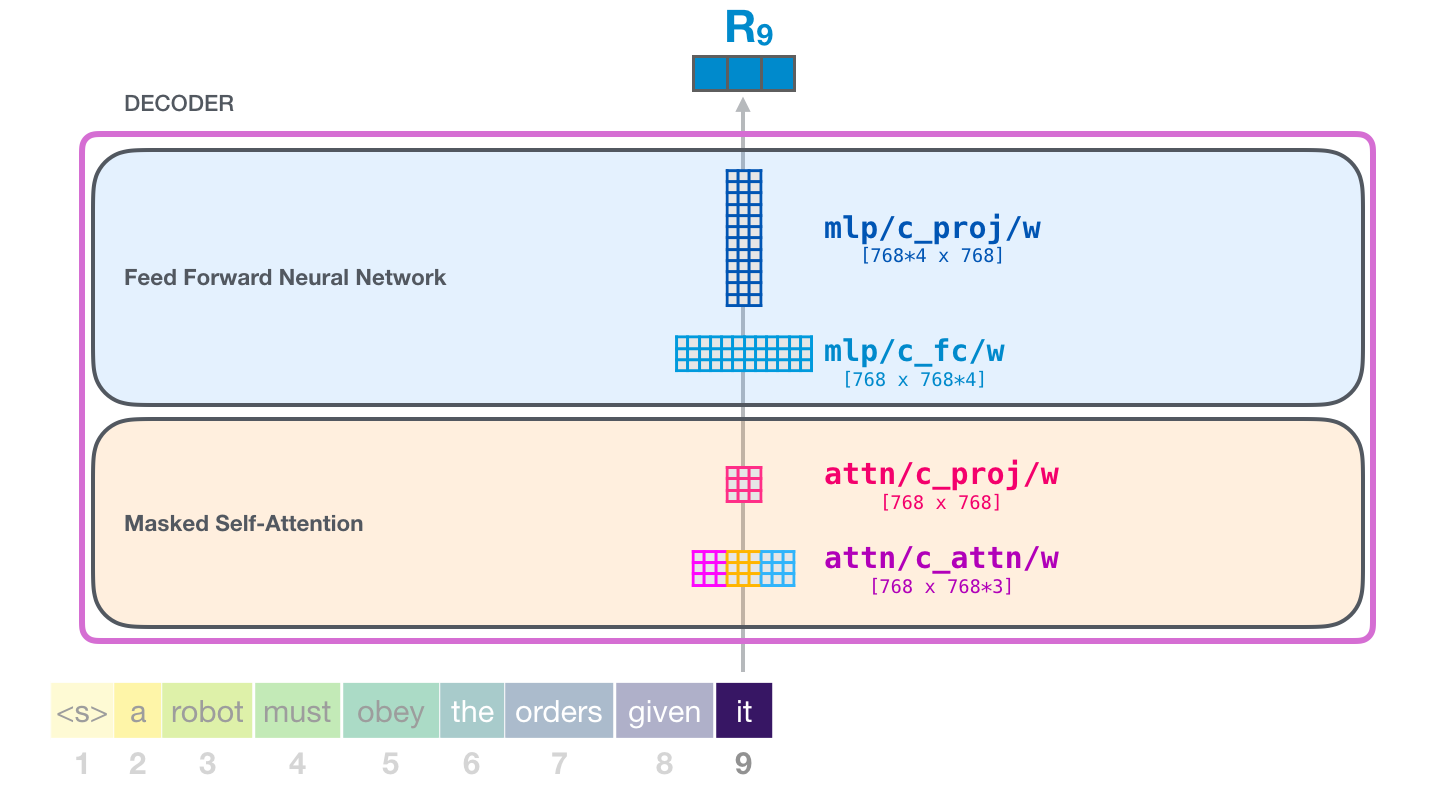 R9
DECODER
mlp/c_proj/w
[768*4 x 768]
Feed Forward Neural Network
mlp/c_fc/w
[768 x 768*4]
attn/c_proj/w
[768 x 768]
Masked Self-Attention
attn/c_attn/w
[768 x 768*3]
<s> a robot must obey the orders given it
1 2 3 4 5 6 7 8 9